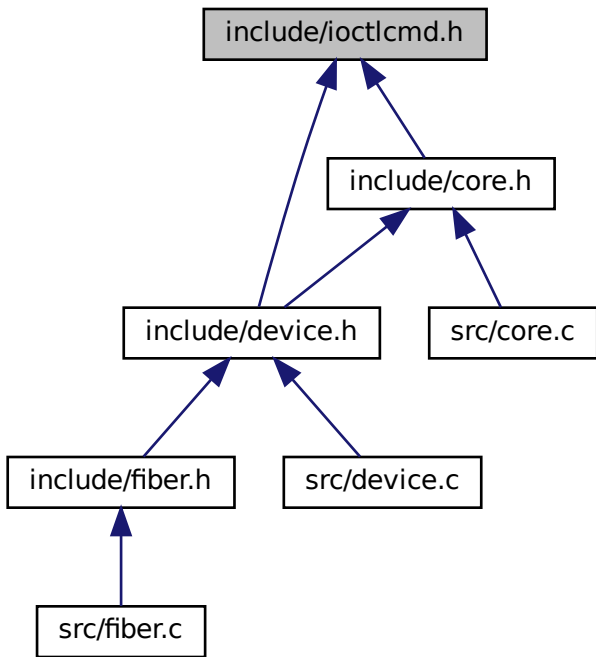 include/ioctlcmd.h
include/core.h
include/device.h
src/core.c
include/fiber.h
src/device.c
src/fiber.c